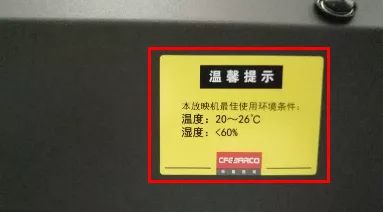 温馨提示
本放映机最佳使用环境条件:
温度：20～26℃
湿度：<60%
CFGBARCO